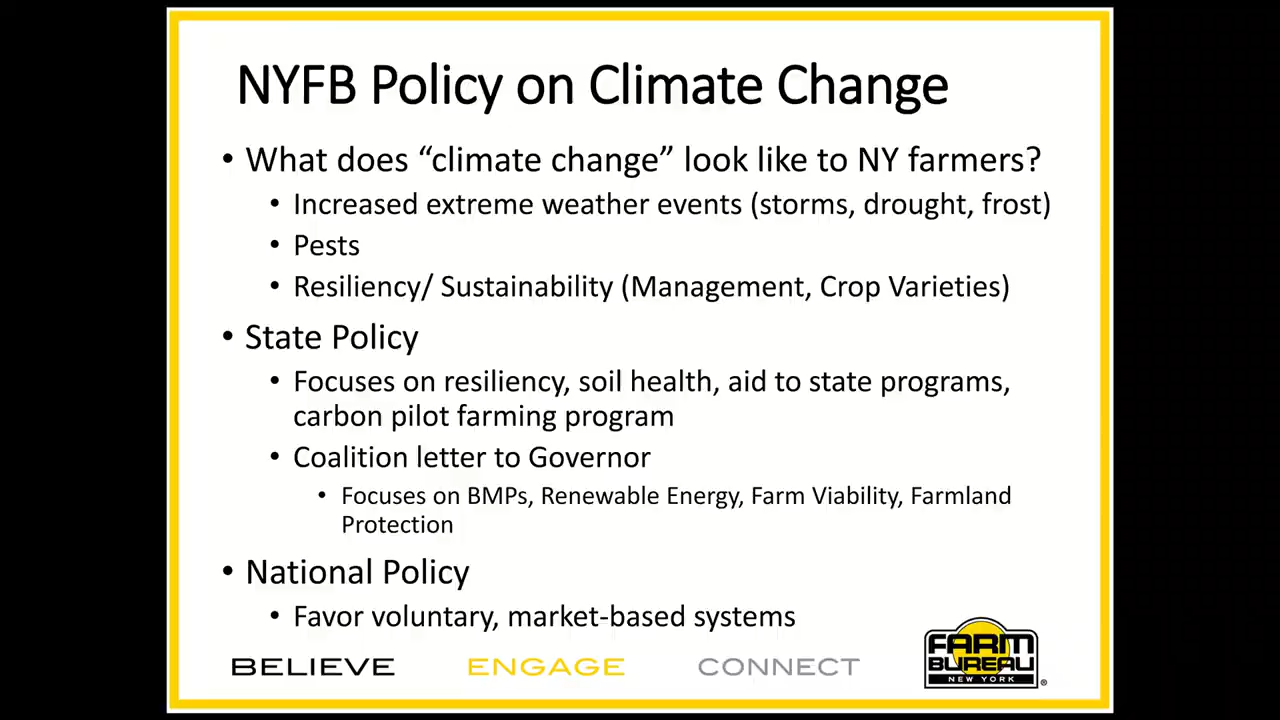 NYFB Policy on Climate Change
• What does “climate change” look like to NY farmers?
• Increased extreme weather events (storms, drought, frost)
• Pests
• Resiliency/ Sustainability (Management, Crop Varieties)
• State Policy
• Focuses on resiliency, soil health, aid to state programs,
carbon pilot farming program
• Coalition letter to Governor
• Focuses on BMPs, Renewable Energy, Farm Viability, Farmland
Protection
• National Policy
• Favor voluntary, market-based systems
BELIEVE ENGAGE CONNECT
FARM
BUREAU
NEW YORK ®